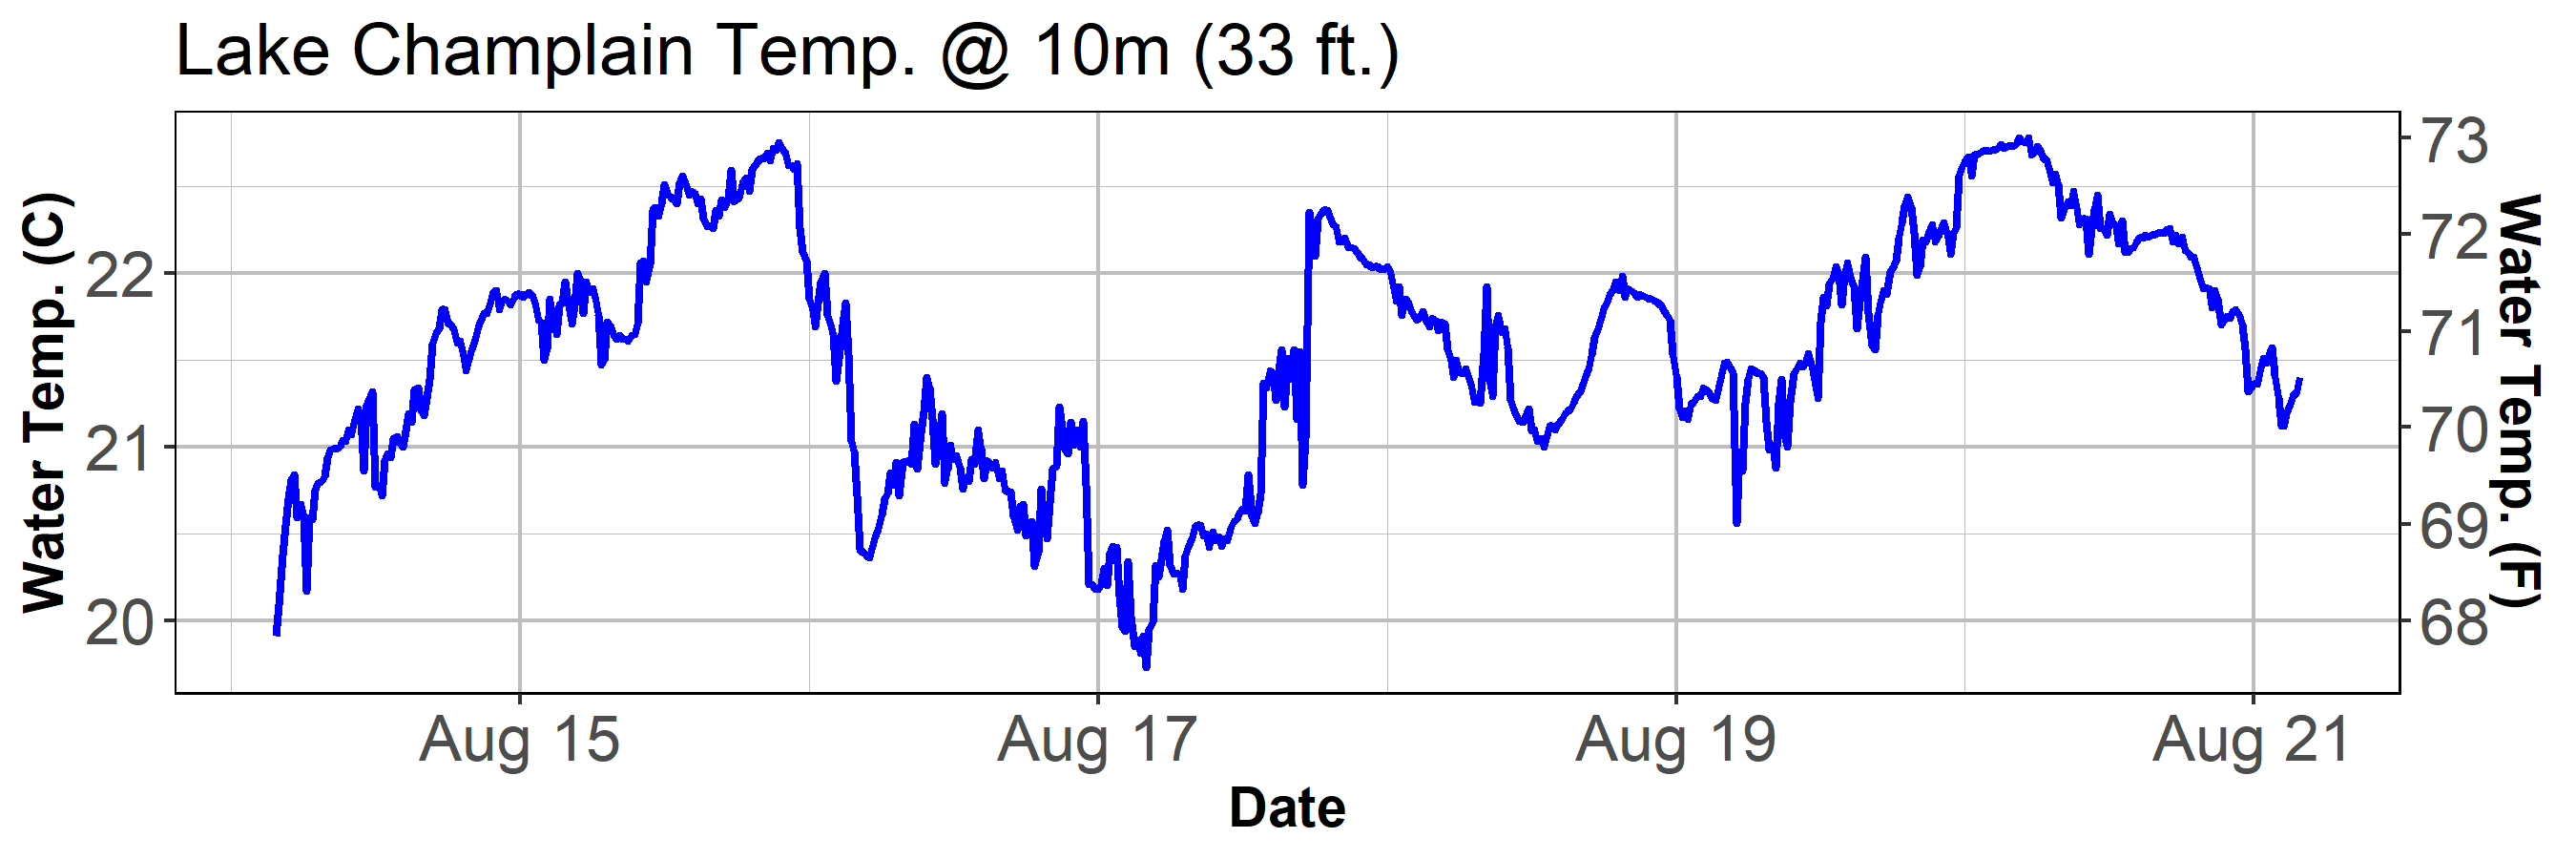 Lake Champlain Temp. @ 10m (33 ft.)
Water Temp. (C)
22
21
20
73
72
71
70
69
68
Water Temp. (F)
Aug 15
Aug 17
Aug 19
Aug 21
Date